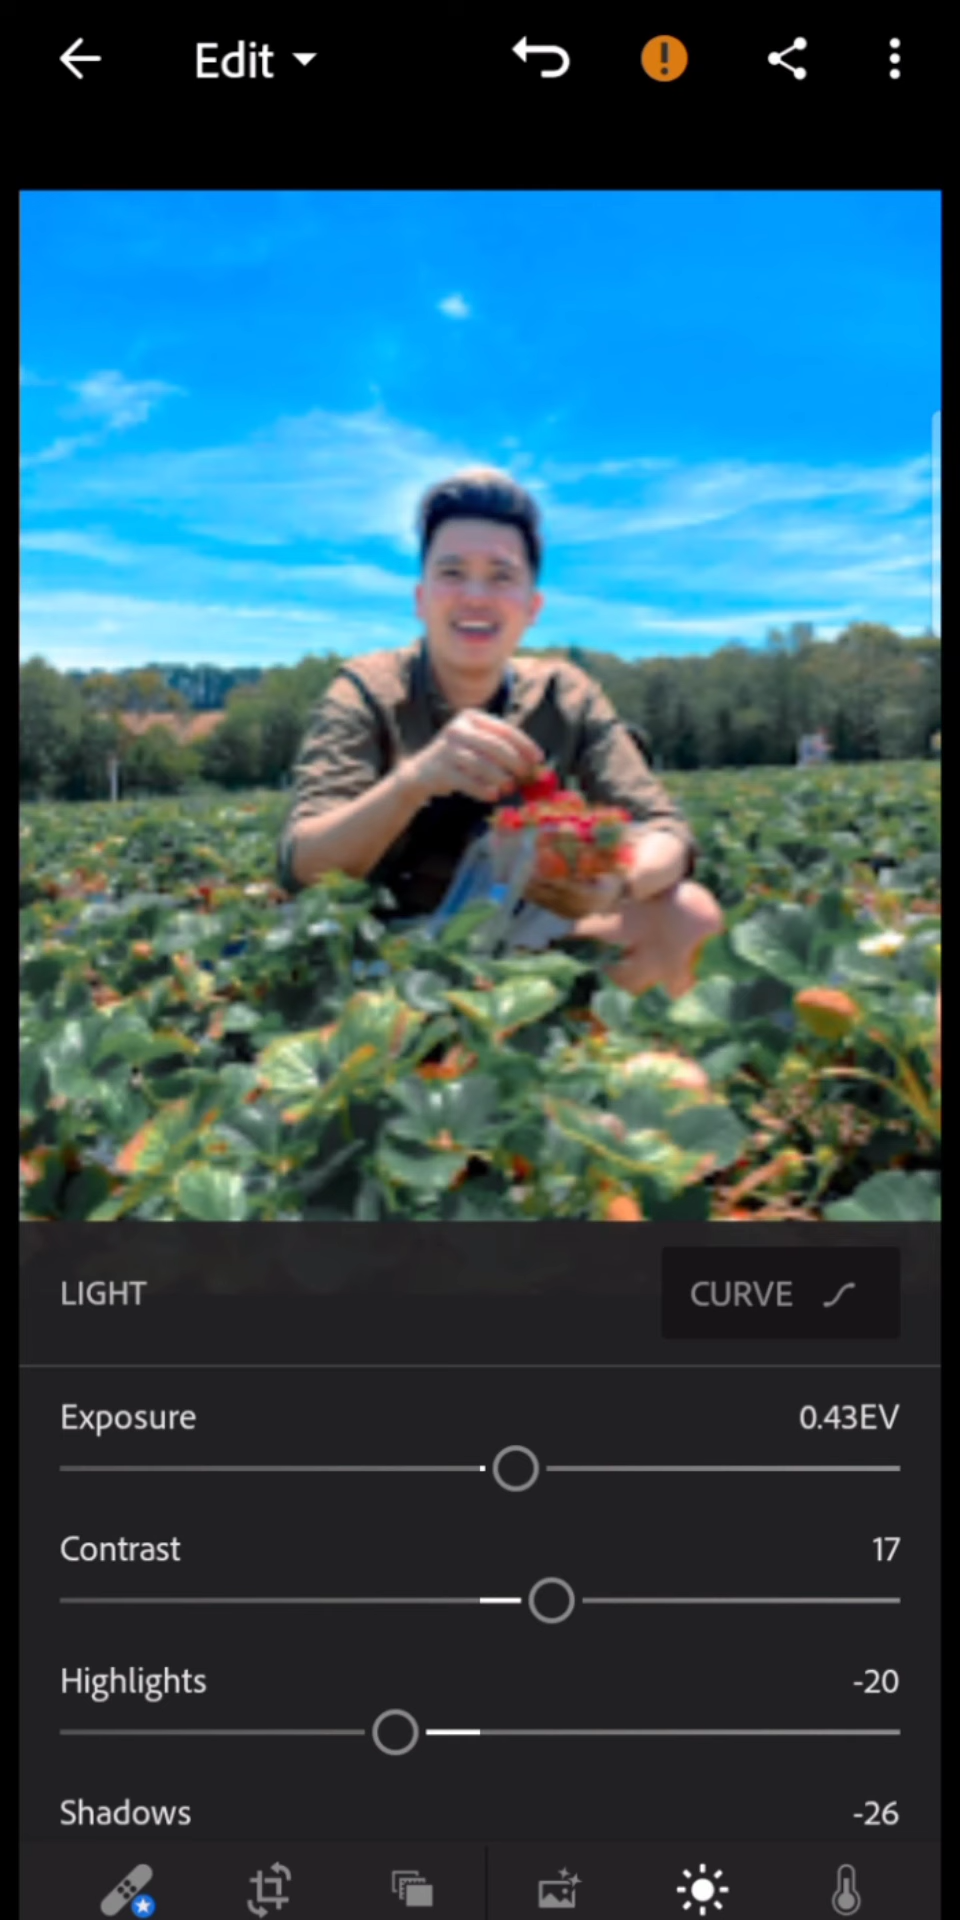 Edit
LIGHT
CURVE
Exposure 0.43EV
Contrast 17
Highlights -20
Shadows -26